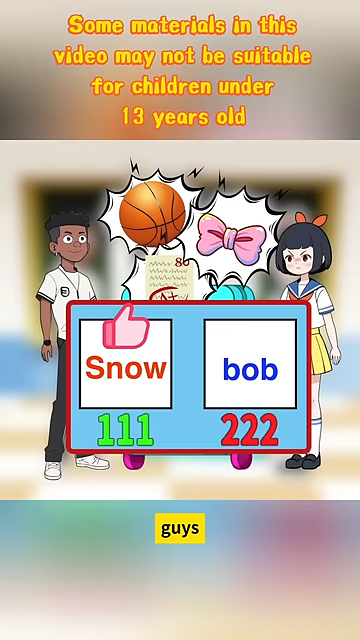 Some materials in this
video may not be suitable
for children under
13 years old
A+
Snow
bob
111
222
guys